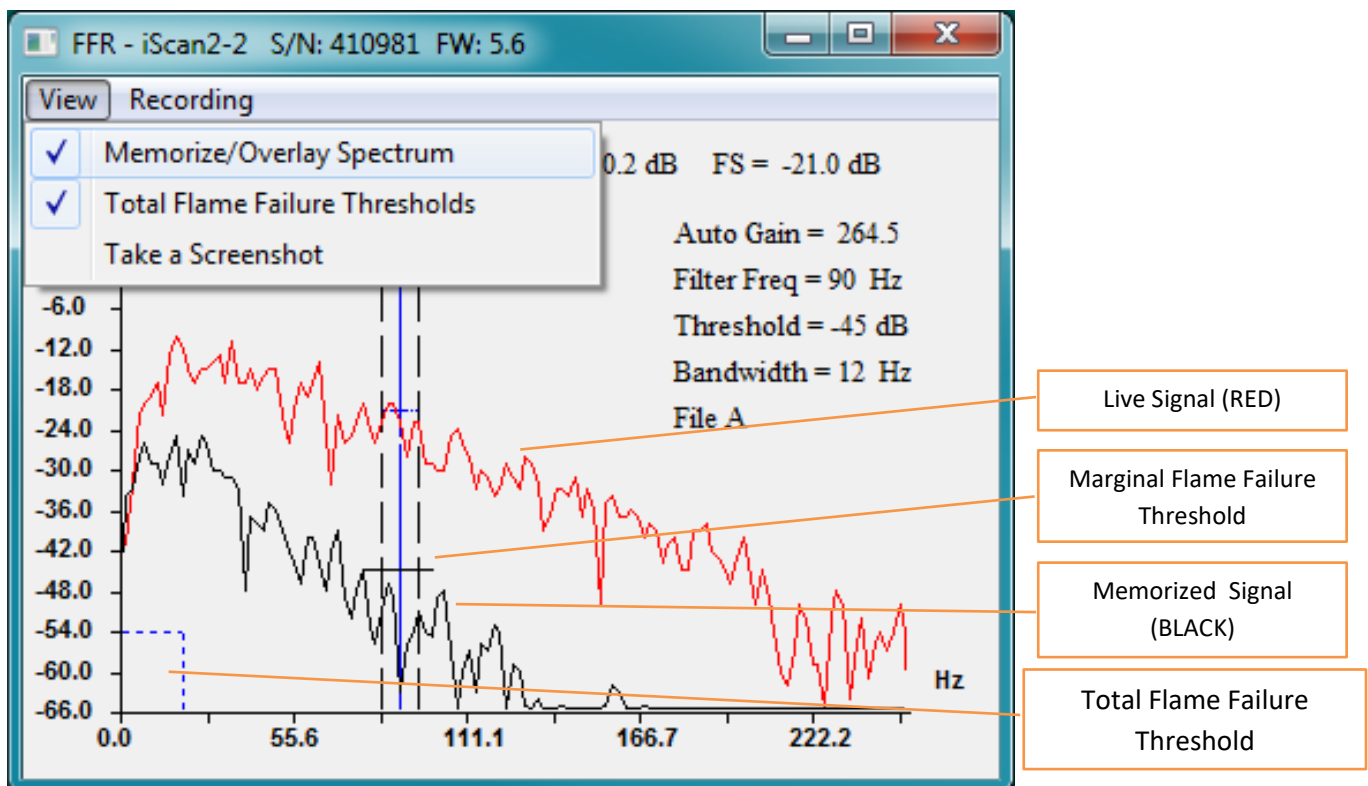 FFR - iScan2-2 S/N: 410981 FW: 5.6
View Recording
Memorize/Overlay Spectrum
Total Flame Failure Thresholds
Take a Screenshot
0.2 dB FS = -21.0 dB
Auto Gain = 264.5
Filter Freq = 90 Hz
Threshold = -45 dB
Bandwidth = 12 Hz
File A
-6.0
-12.0
-18.0
-24.0
-30.0
-36.0
-42.0
-48.0
-54.0
-60.0
-66.0
Hz
0.0 55.6 111.1 166.7 222.2
Live Signal (RED)
Marginal Flame Failure
Threshold
Memorized Signal
(BLACK)
Total Flame Failure
Threshold